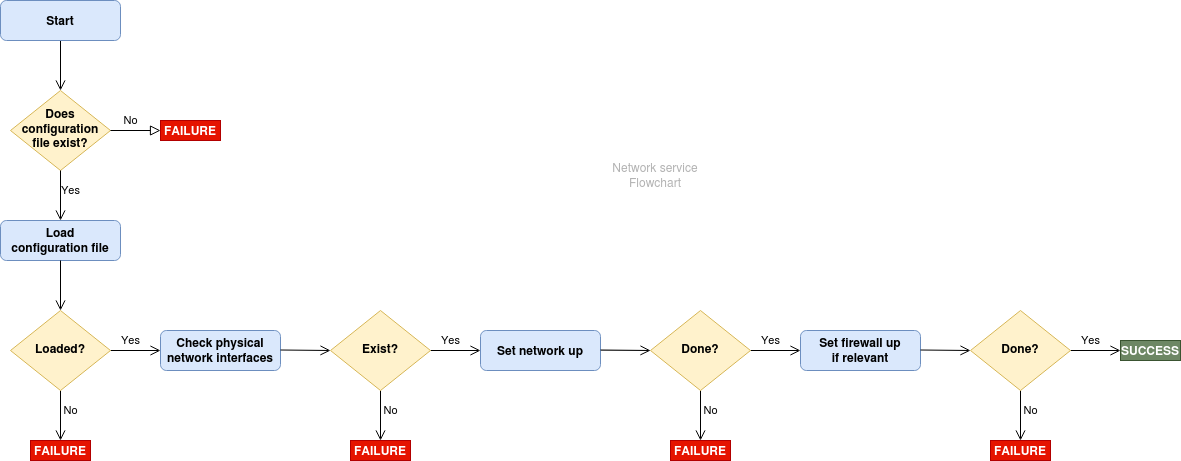 Start
Does
configuration
file exist?
No
FAILURE
Network service
Flowchart
Yes
Load
configuration file
Loaded?
Yes
Check physical
network interfaces
Exist?
Yes
Set network up
Done?
Yes
Set firewall up
if relevant
Done?
Yes
SUCCESS
No
No
No
No
FAILURE
FAILURE
FAILURE
FAILURE